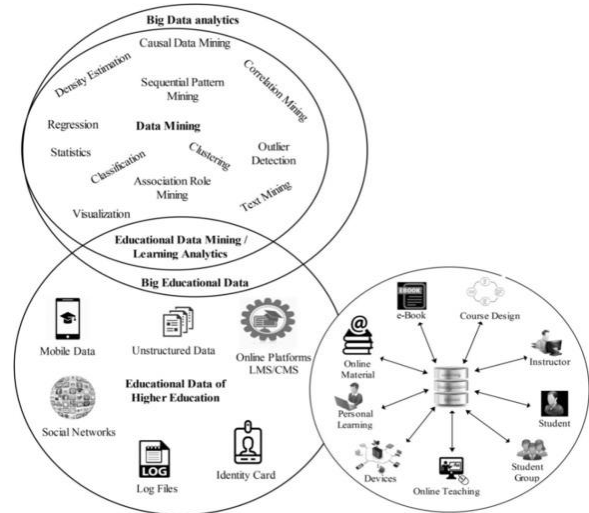 Big Data analytics
Causal Data Mining
Density Estimation
Correlation Mining
Sequential Pattern
Mining
Regression
Data Mining
Statistics
Classification
Clustering
Outlier
Detection
Association Role
Mining
Text Mining
Visualization
Educational Data Mining /
Learning Analytics
Big Educational Data
Mobile Data
Unstructured Data
Online Platforms
LMS/CMS
Educational Data of
Higher Education
Social Networks
LOG
Log Files
Identity Card
EBOOK
e-Book
Course Design
@
Online
Material
Instructor
Personal
Learning
Student
Devices
Online Teaching
Student
Group